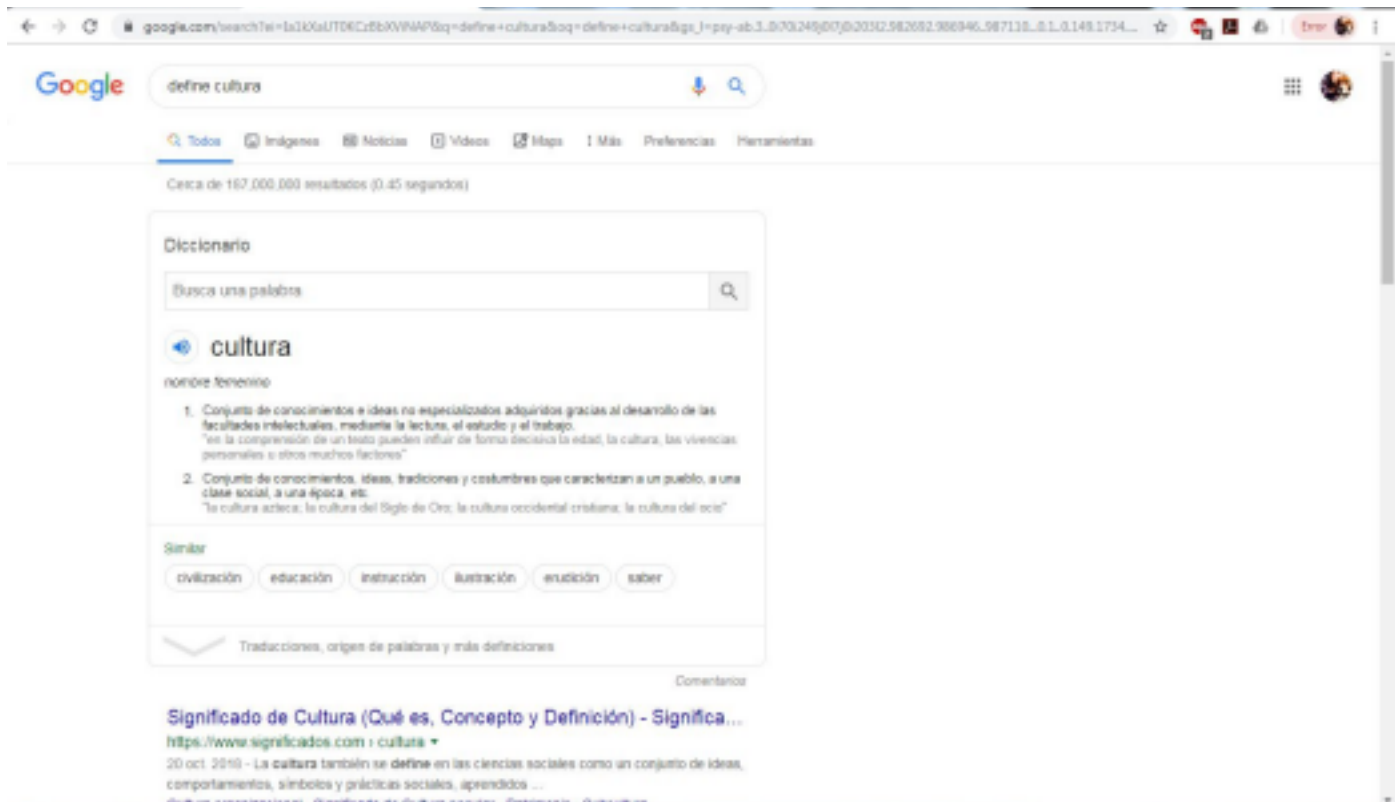 google.com/search?
Error
Google
define cultura
Todos Imágenes Noticias Videos Maps Más Preferencias Herramientas
Cerca de 187,000,000 resultados (0.45 segundos)
Diccionario
Busca una palabra
cultura
nombre femenino
1. Conjunto de conocimientos e ideas no especializados adquiridos gracias al desarrollo de las
facultades intelectuales, mediante la lectura, el estudio y el trabajo.
"en la comprensión de un texto pueden influir de forma decisiva la edad, la cultura, las vivencias
personales u otros muchos factores"
2. Conjunto de conocimientos, ideas, tradiciones y costumbres que caracterizan a un pueblo, a una
clase social, a una época, etc.
"la cultura azteca; la cultura del Siglo de Oro; la cultura occidental cristiana; la cultura del ocio"
Similar
civilización educación instrucción ilustración erudición saber
Traducciones, origen de palabras y más definiciones
Comentarios
Significado de Cultura (Qué es, Concepto y Definición) - Significa...
https://www.significados.com › cultura
20 oct. 2018 - La cultura también se define en las ciencias sociales como un conjunto de ideas,
comportamientos, símbolos y prácticas sociales, aprendidos ...